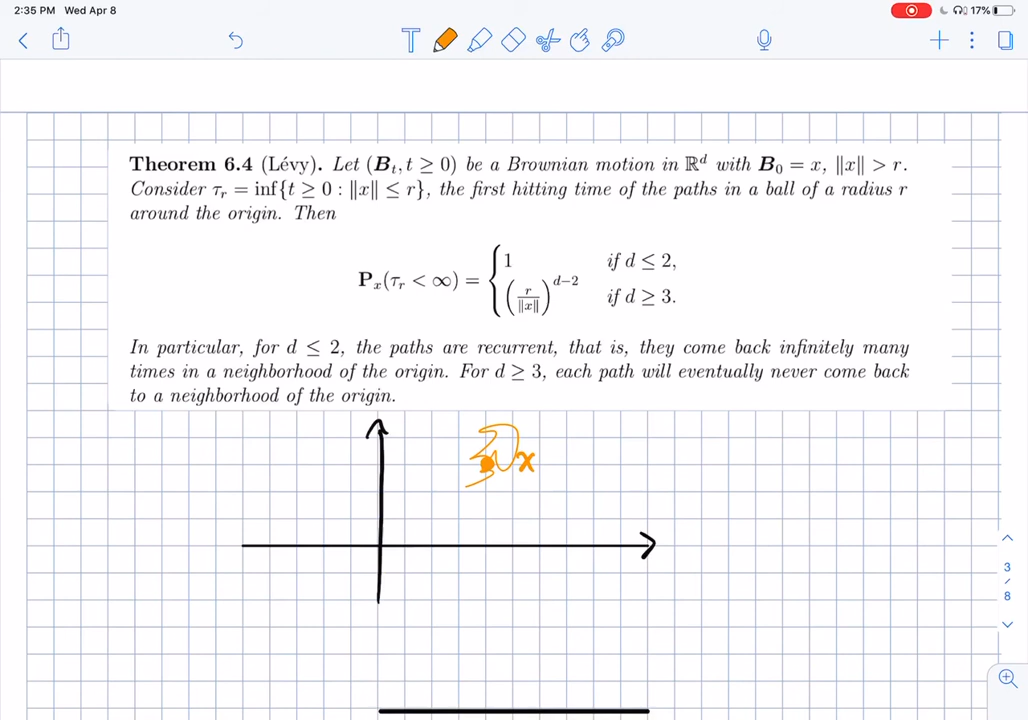 2:35 PM Wed Apr 8
17%
Theorem 6.4 (Lévy). Let (B_t, t ≥ 0) be a Brownian motion in ℝ^d with B_0 = x, ‖x‖ > r.
Consider τ_r = inf{t ≥ 0 : ‖x‖ ≤ r}, the first hitting time of the paths in a ball of a radius r
around the origin. Then
P_x(τ_r < ∞) = { 1 if d ≤ 2,
(r/‖x‖)^{d−2} if d ≥ 3.
In particular, for d ≤ 2, the paths are recurrent, that is, they come back infinitely many
times in a neighborhood of the origin. For d ≥ 3, each path will eventually never come back
to a neighborhood of the origin.
x
3
/
8